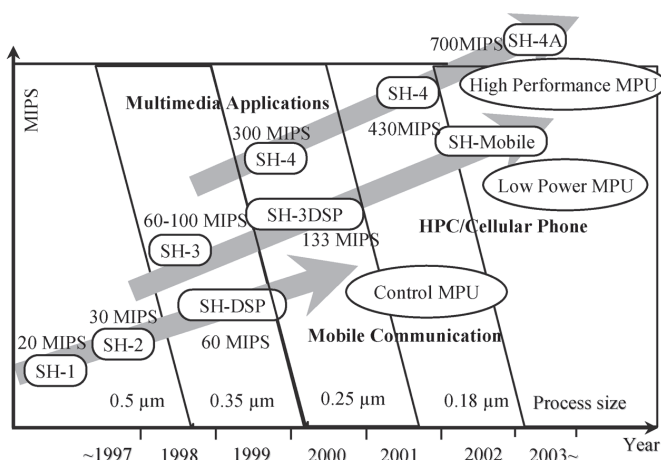 700MIPS
SH-4A
High Performance MPU
MIPS
Multimedia Applications
SH-4
430MIPS
300 MIPS
SH-4
SH-Mobile
Low Power MPU
60-100 MIPS
SH-3DSP
HPC/Cellular Phone
SH-3
133 MIPS
Control MPU
30 MIPS
SH-DSP
20 MIPS
SH-2
60 MIPS
Mobile Communication
SH-1
0.5 µm
0.35 µm
0.25 µm
0.18 µm
Process size
~1997
1998
1999
2000
2001
2002
2003~
Year